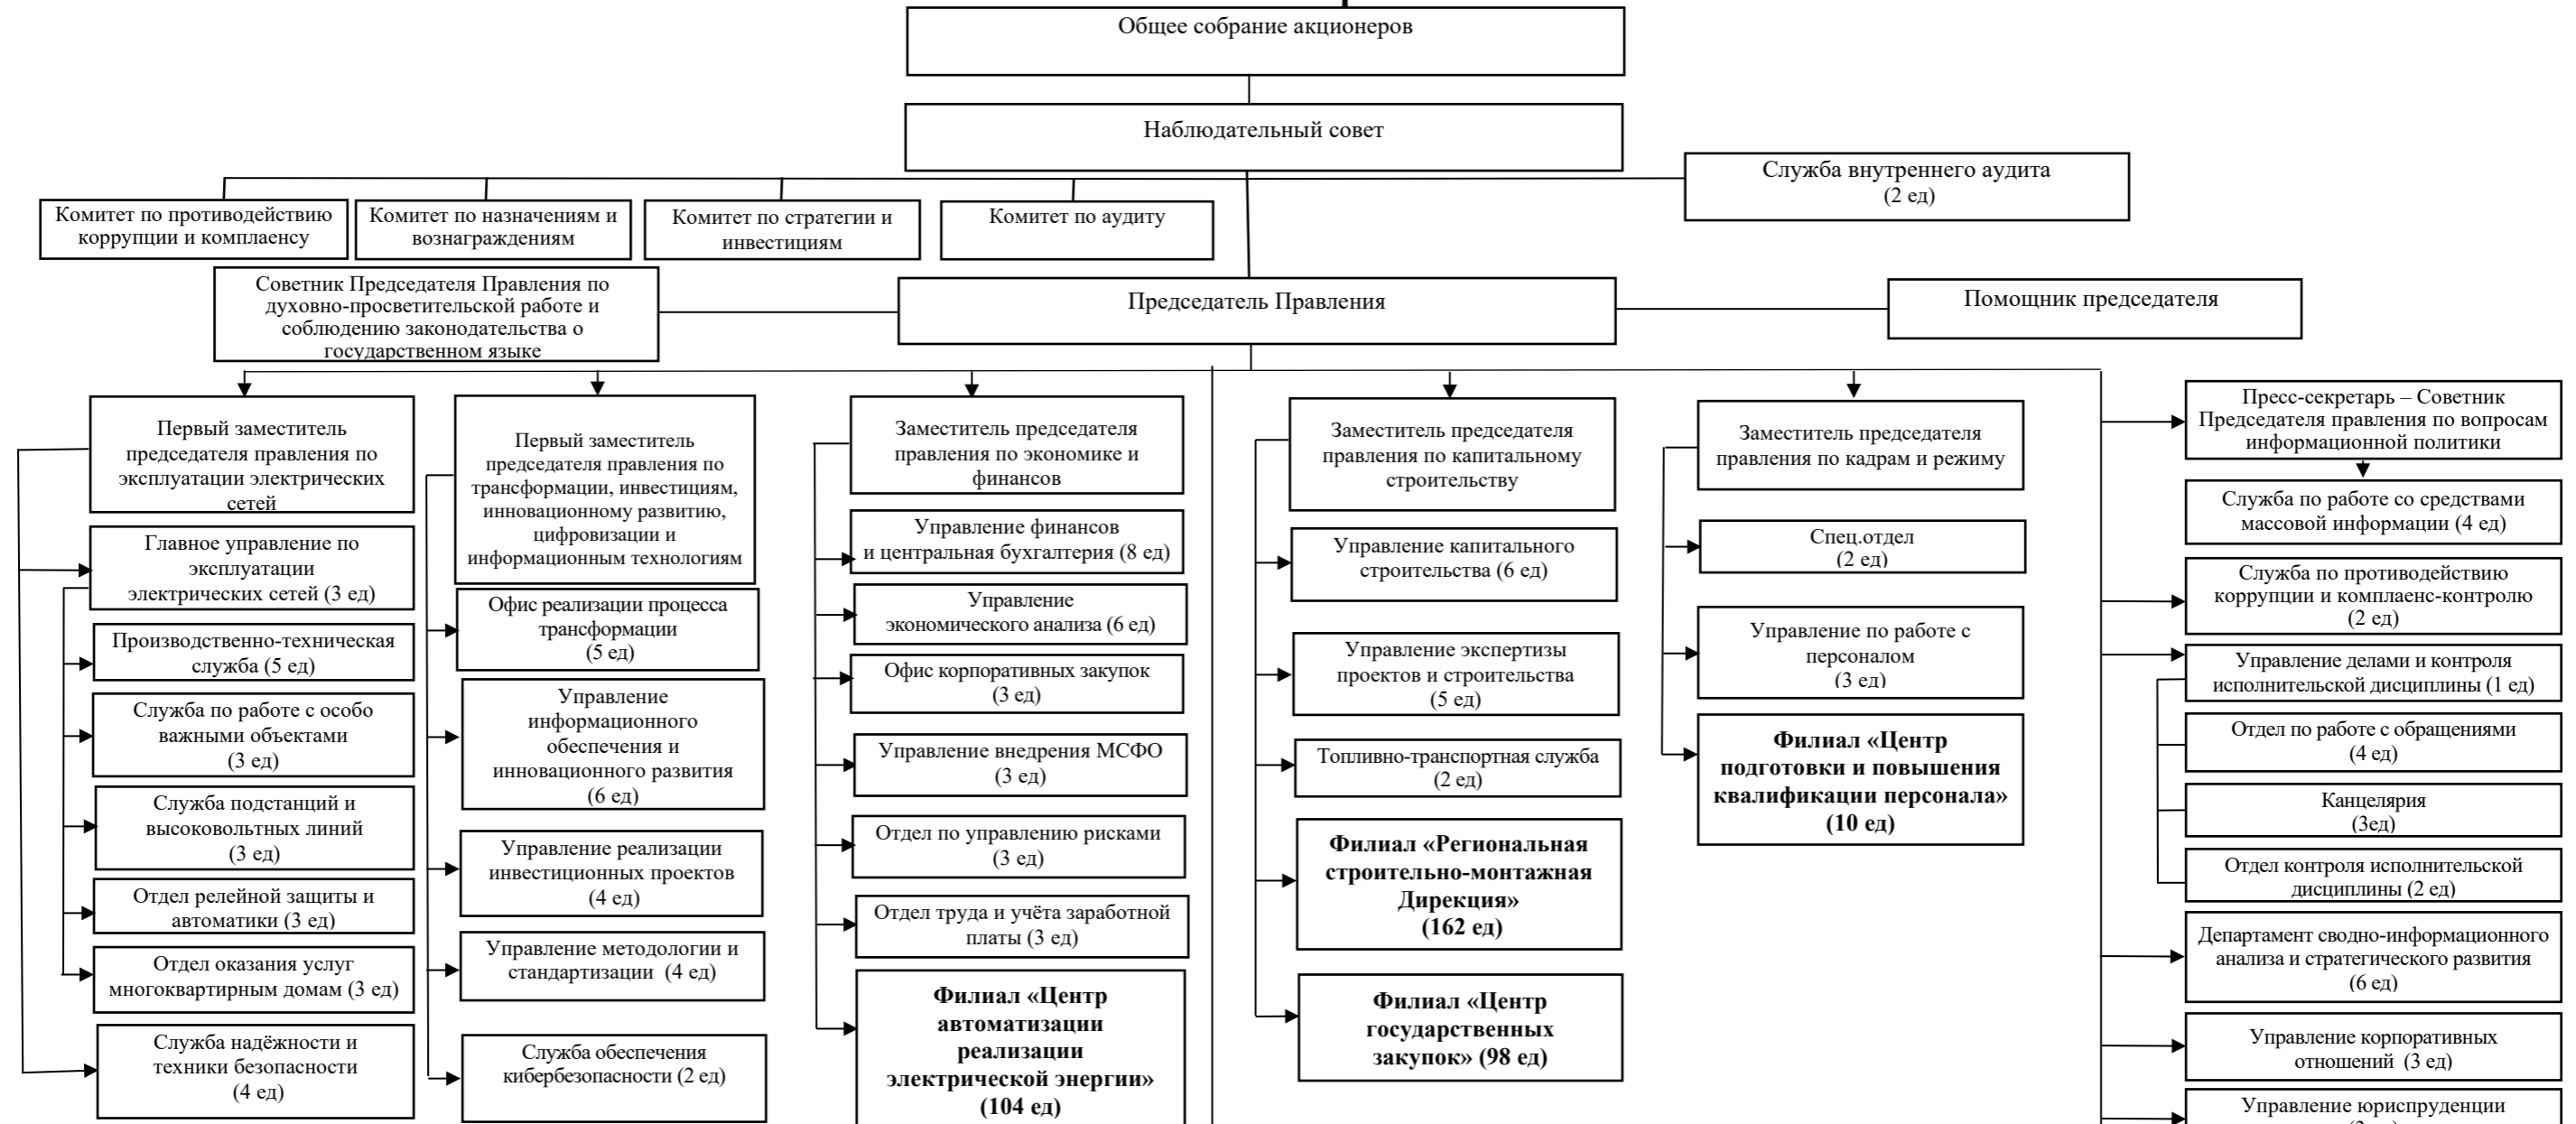 Общее собрание акционеров
Наблюдательный совет
Служба внутреннего аудита
(2 ед)
Комитет по противодействию
коррупции и комплаенсу
Комитет по назначениям и
вознаграждениям
Комитет по стратегии и
инвестициям
Комитет по аудиту
Советник Председателя Правления по
духовно-просветительской работе и
соблюдению законодательства о
государственном языке
Председатель Правления
Помощник председателя
Первый заместитель
председателя правления по
эксплуатации электрических
сетей
Главное управление по
эксплуатации
электрических сетей (3 ед)
Производственно-техническая
служба (5 ед)
Служба по работе с особо
важными объектами
(3 ед)
Служба подстанций и
высоковольтных линий
(3 ед)
Отдел релейной защиты и
автоматики (3 ед)
Отдел оказания услуг
многоквартирным домам (3 ед)
Служба надёжности и
техники безопасности
(4 ед)
Первый заместитель
председателя правления по
трансформации, инвестициям,
инновационному развитию,
цифровизации и
информационным технологиям
Офис реализации процесса
трансформации
(5 ед)
Управление
информационного
обеспечения и
инновационного развития
(6 ед)
Управление реализации
инвестиционных проектов
(4 ед)
Управление методологии и
стандартизации (4 ед)
Служба обеспечения
кибербезопасности (2 ед)
Заместитель председателя
правления по экономике и
финансов
Управление финансов
и центральная бухгалтерия (8 ед)
Управление
экономического анализа (6 ед)
Офис корпоративных закупок
(3 ед)
Управление внедрения МСФО
(3 ед)
Отдел по управлению рисками
(3 ед)
Отдел труда и учёта заработной
платы (3 ед)
Филиал «Центр
автоматизации
реализации
электрической энергии»
(104 ед)
Заместитель председателя
правления по капитальному
строительству
Управление капитального
строительства (6 ед)
Управление экспертизы
проектов и строительства
(5 ед)
Топливно-транспортная служба
(2 ед)
Филиал «Региональная
строительно-монтажная
Дирекция»
(162 ед)
Филиал «Центр
государственных
закупок» (98 ед)
Заместитель председателя
правления по кадрам и режиму
Спец.отдел
(2 ед)
Управление по работе с
персоналом
(3 ед)
Филиал «Центр
подготовки и повышения
квалификации персонала»
(10 ед)
Пресс-секретарь – Советник
Председателя правления по вопросам
информационной политики
Служба по работе со средствами
массовой информации (4 ед)
Служба по противодействию
коррупции и комплаенс-контролю
(2 ед)
Управление делами и контроля
исполнительской дисциплины (1 ед)
Отдел по работе с обращениями
(4 ед)
Канцелярия
(3ед)
Отдел контроля исполнительской
дисциплины (2 ед)
Департамент сводно-информационного
анализа и стратегического развития
(6 ед)
Управление корпоративных
отношений (3 ед)
Управление юриспруденции